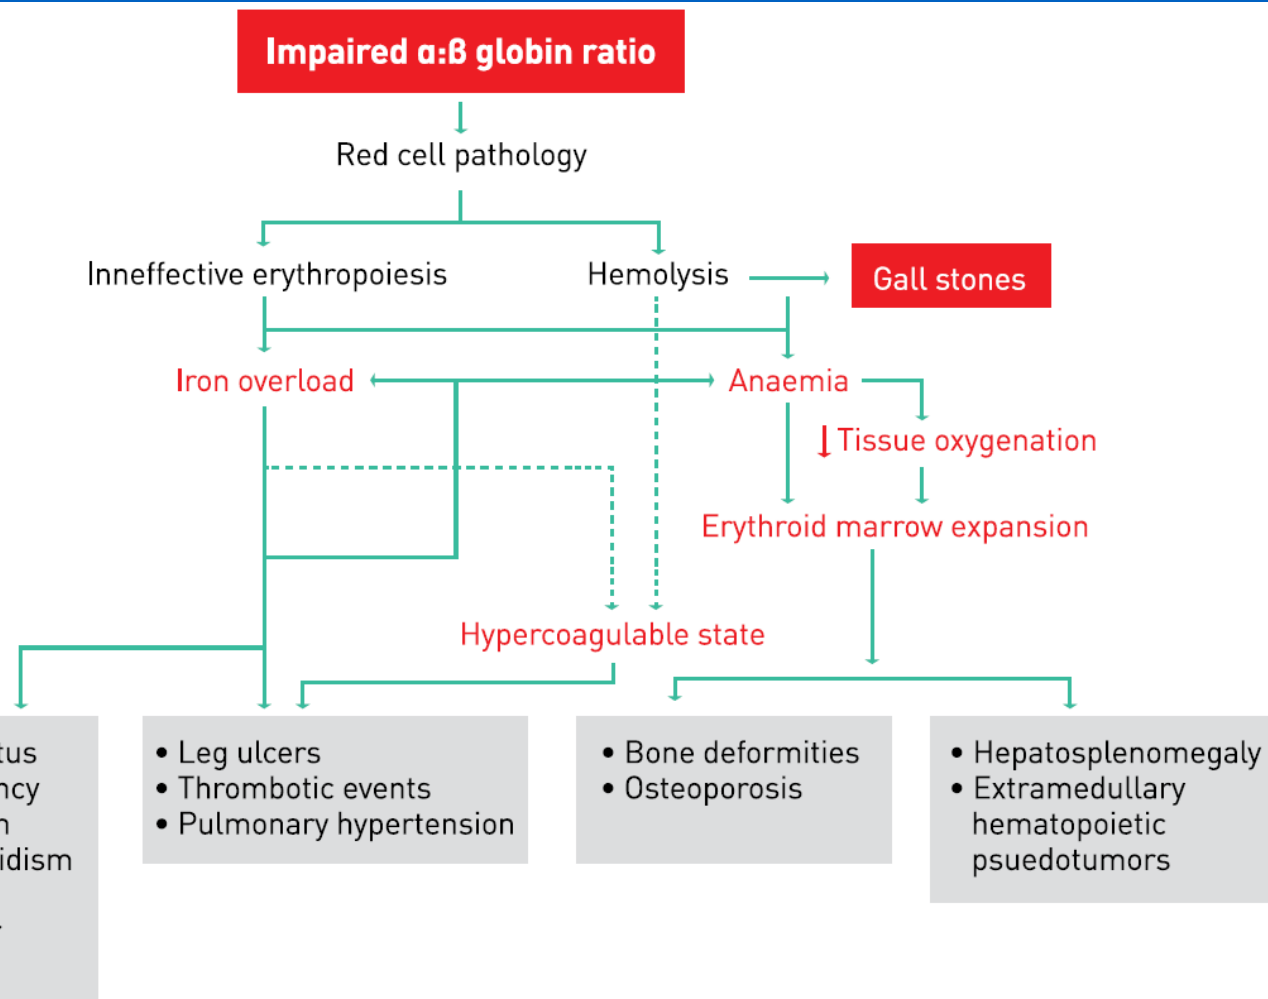 Impaired α:ß globin ratio
Red cell pathology
Inneffective erythropoiesis
Hemolysis
Gall stones
Iron overload
Anaemia
Tissue oxygenation
Erythroid marrow expansion
Hypercoagulable state
• Leg ulcers
• Thrombotic events
• Pulmonary hypertension
• Bone deformities
• Osteoporosis
• Hepatosplenomegaly
• Extramedullary
hematopoietic
psuedotumors